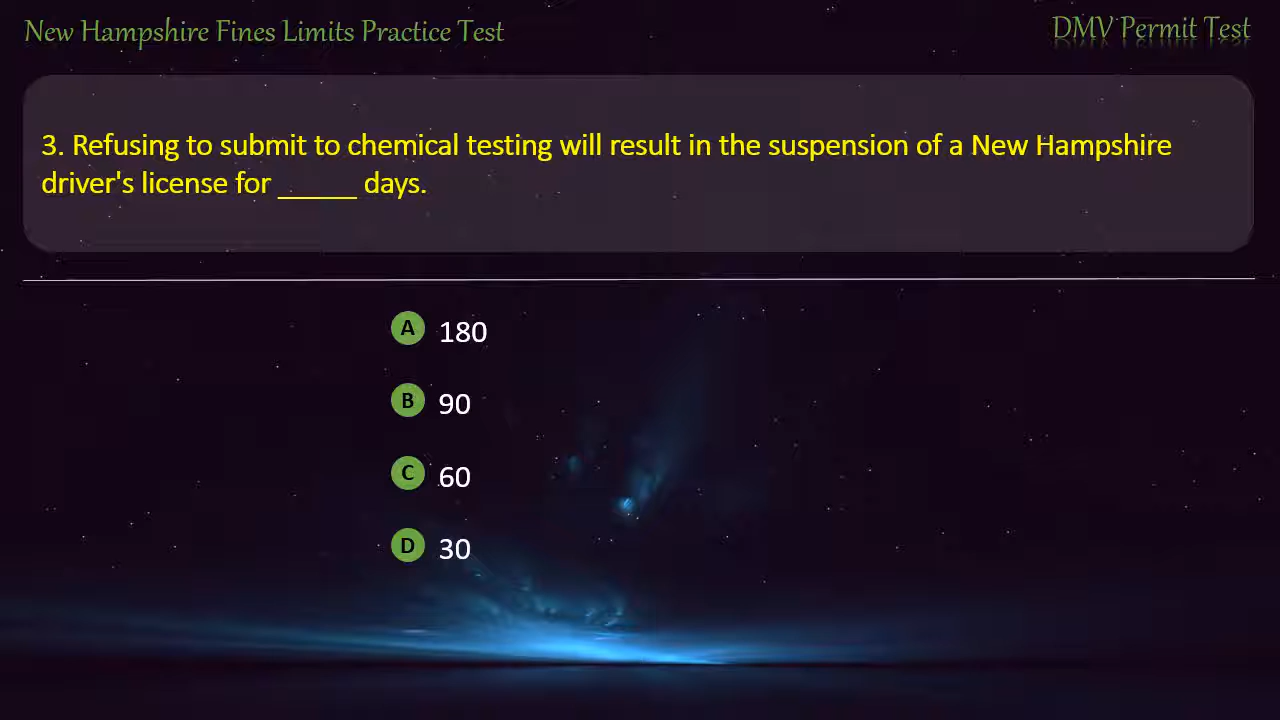 New Hampshire Fines Limits Practice Test
DMV Permit Test
3. Refusing to submit to chemical testing will result in the suspension of a New Hampshire
driver's license for _____ days.
A 180
B 90
C 60
D 30